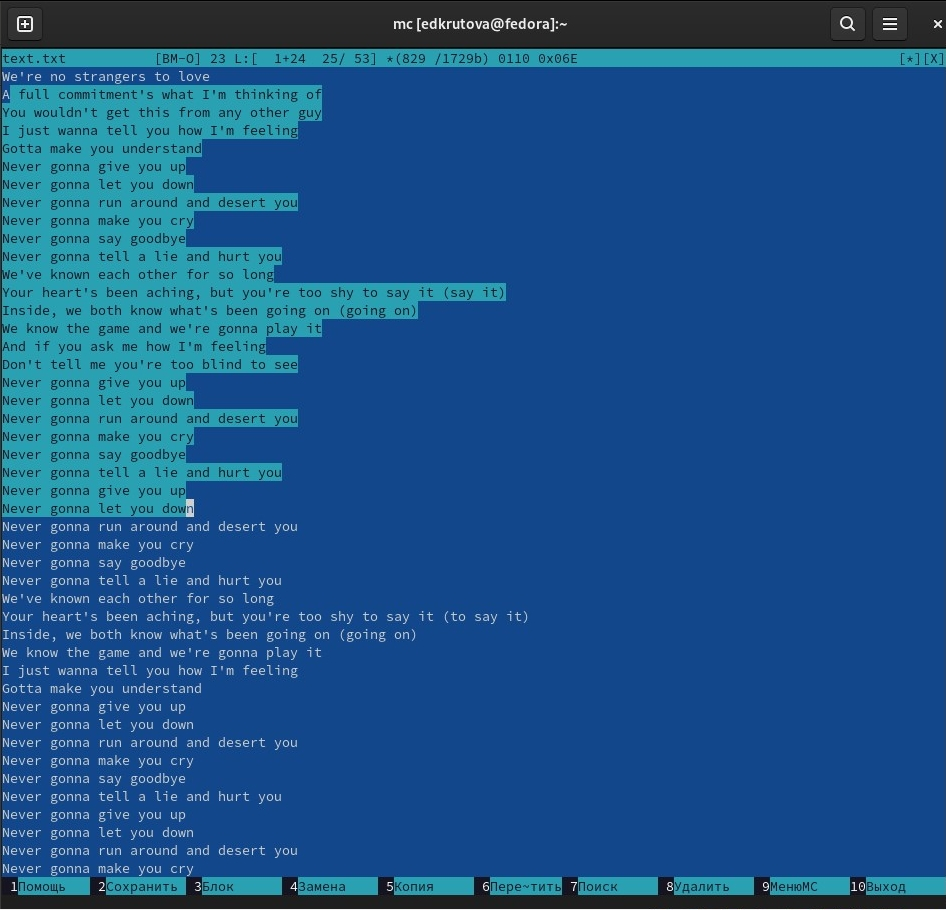 mc [edkrutova@fedora]:~
text.txt [BM-O] 23 L:[ 1+24 25/ 53] *(829 /1729b) 0110 0x06E [*][X]
We're no strangers to love
A full commitment's what I'm thinking of
You wouldn't get this from any other guy
I just wanna tell you how I'm feeling
Gotta make you understand
Never gonna give you up
Never gonna let you down
Never gonna run around and desert you
Never gonna make you cry
Never gonna say goodbye
Never gonna tell a lie and hurt you
We've known each other for so long
Your heart's been aching, but you're too shy to say it (say it)
Inside, we both know what's been going on (going on)
We know the game and we're gonna play it
And if you ask me how I'm feeling
Don't tell me you're too blind to see
Never gonna give you up
Never gonna let you down
Never gonna run around and desert you
Never gonna make you cry
Never gonna say goodbye
Never gonna tell a lie and hurt you
Never gonna give you up
Never gonna let you down
Never gonna run around and desert you
Never gonna make you cry
Never gonna say goodbye
Never gonna tell a lie and hurt you
We've known each other for so long
Your heart's been aching, but you're too shy to say it (to say it)
Inside, we both know what's been going on (going on)
We know the game and we're gonna play it
I just wanna tell you how I'm feeling
Gotta make you understand
Never gonna give you up
Never gonna let you down
Never gonna run around and desert you
Never gonna make you cry
Never gonna say goodbye
Never gonna tell a lie and hurt you
Never gonna give you up
Never gonna let you down
Never gonna run around and desert you
Never gonna make you cry
1Помощь 2Сохранить 3Блок 4Замена 5Копия 6Пере~тить 7Поиск 8Удалить 9МенюMC 10Выход